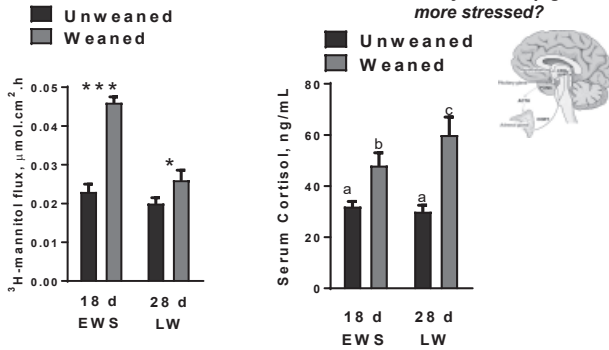 more stressed?
Unweaned
Weaned
³H-mannitol flux, μmol.cm².h
0.05
0.04
0.03
0.02
0.01
0.00
***
*
18 d
28 d
EWS
LW
Unweaned
Weaned
Serum Cortisol, ng/mL
80
60
40
20
0
a
b
a
c
18 d
28 d
EWS
LW